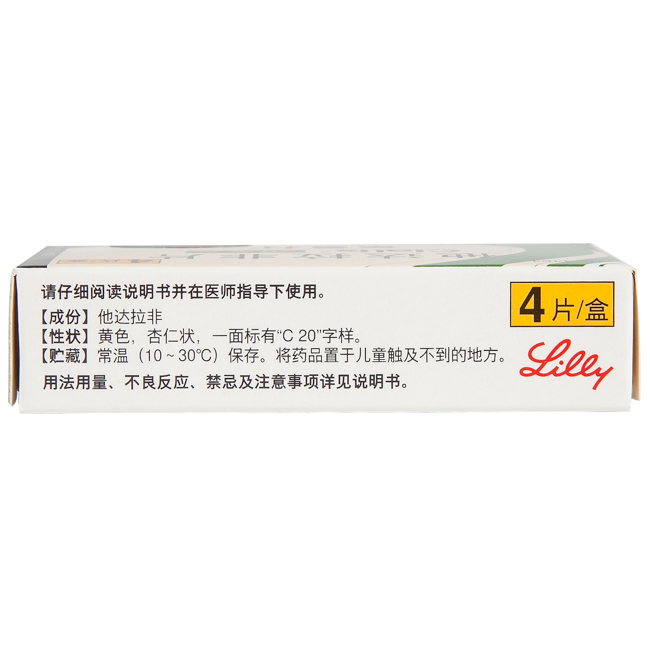 请仔细阅读说明书并在医师指导下使用。
【成份】他达拉非
【性状】黄色，杏仁状，一面标有“C 20”字样。
【贮藏】常温（10~30℃）保存。将药品置于儿童触及不到的地方。
用法用量、不良反应、禁忌及注意事项详见说明书。
4片/盒
Lilly